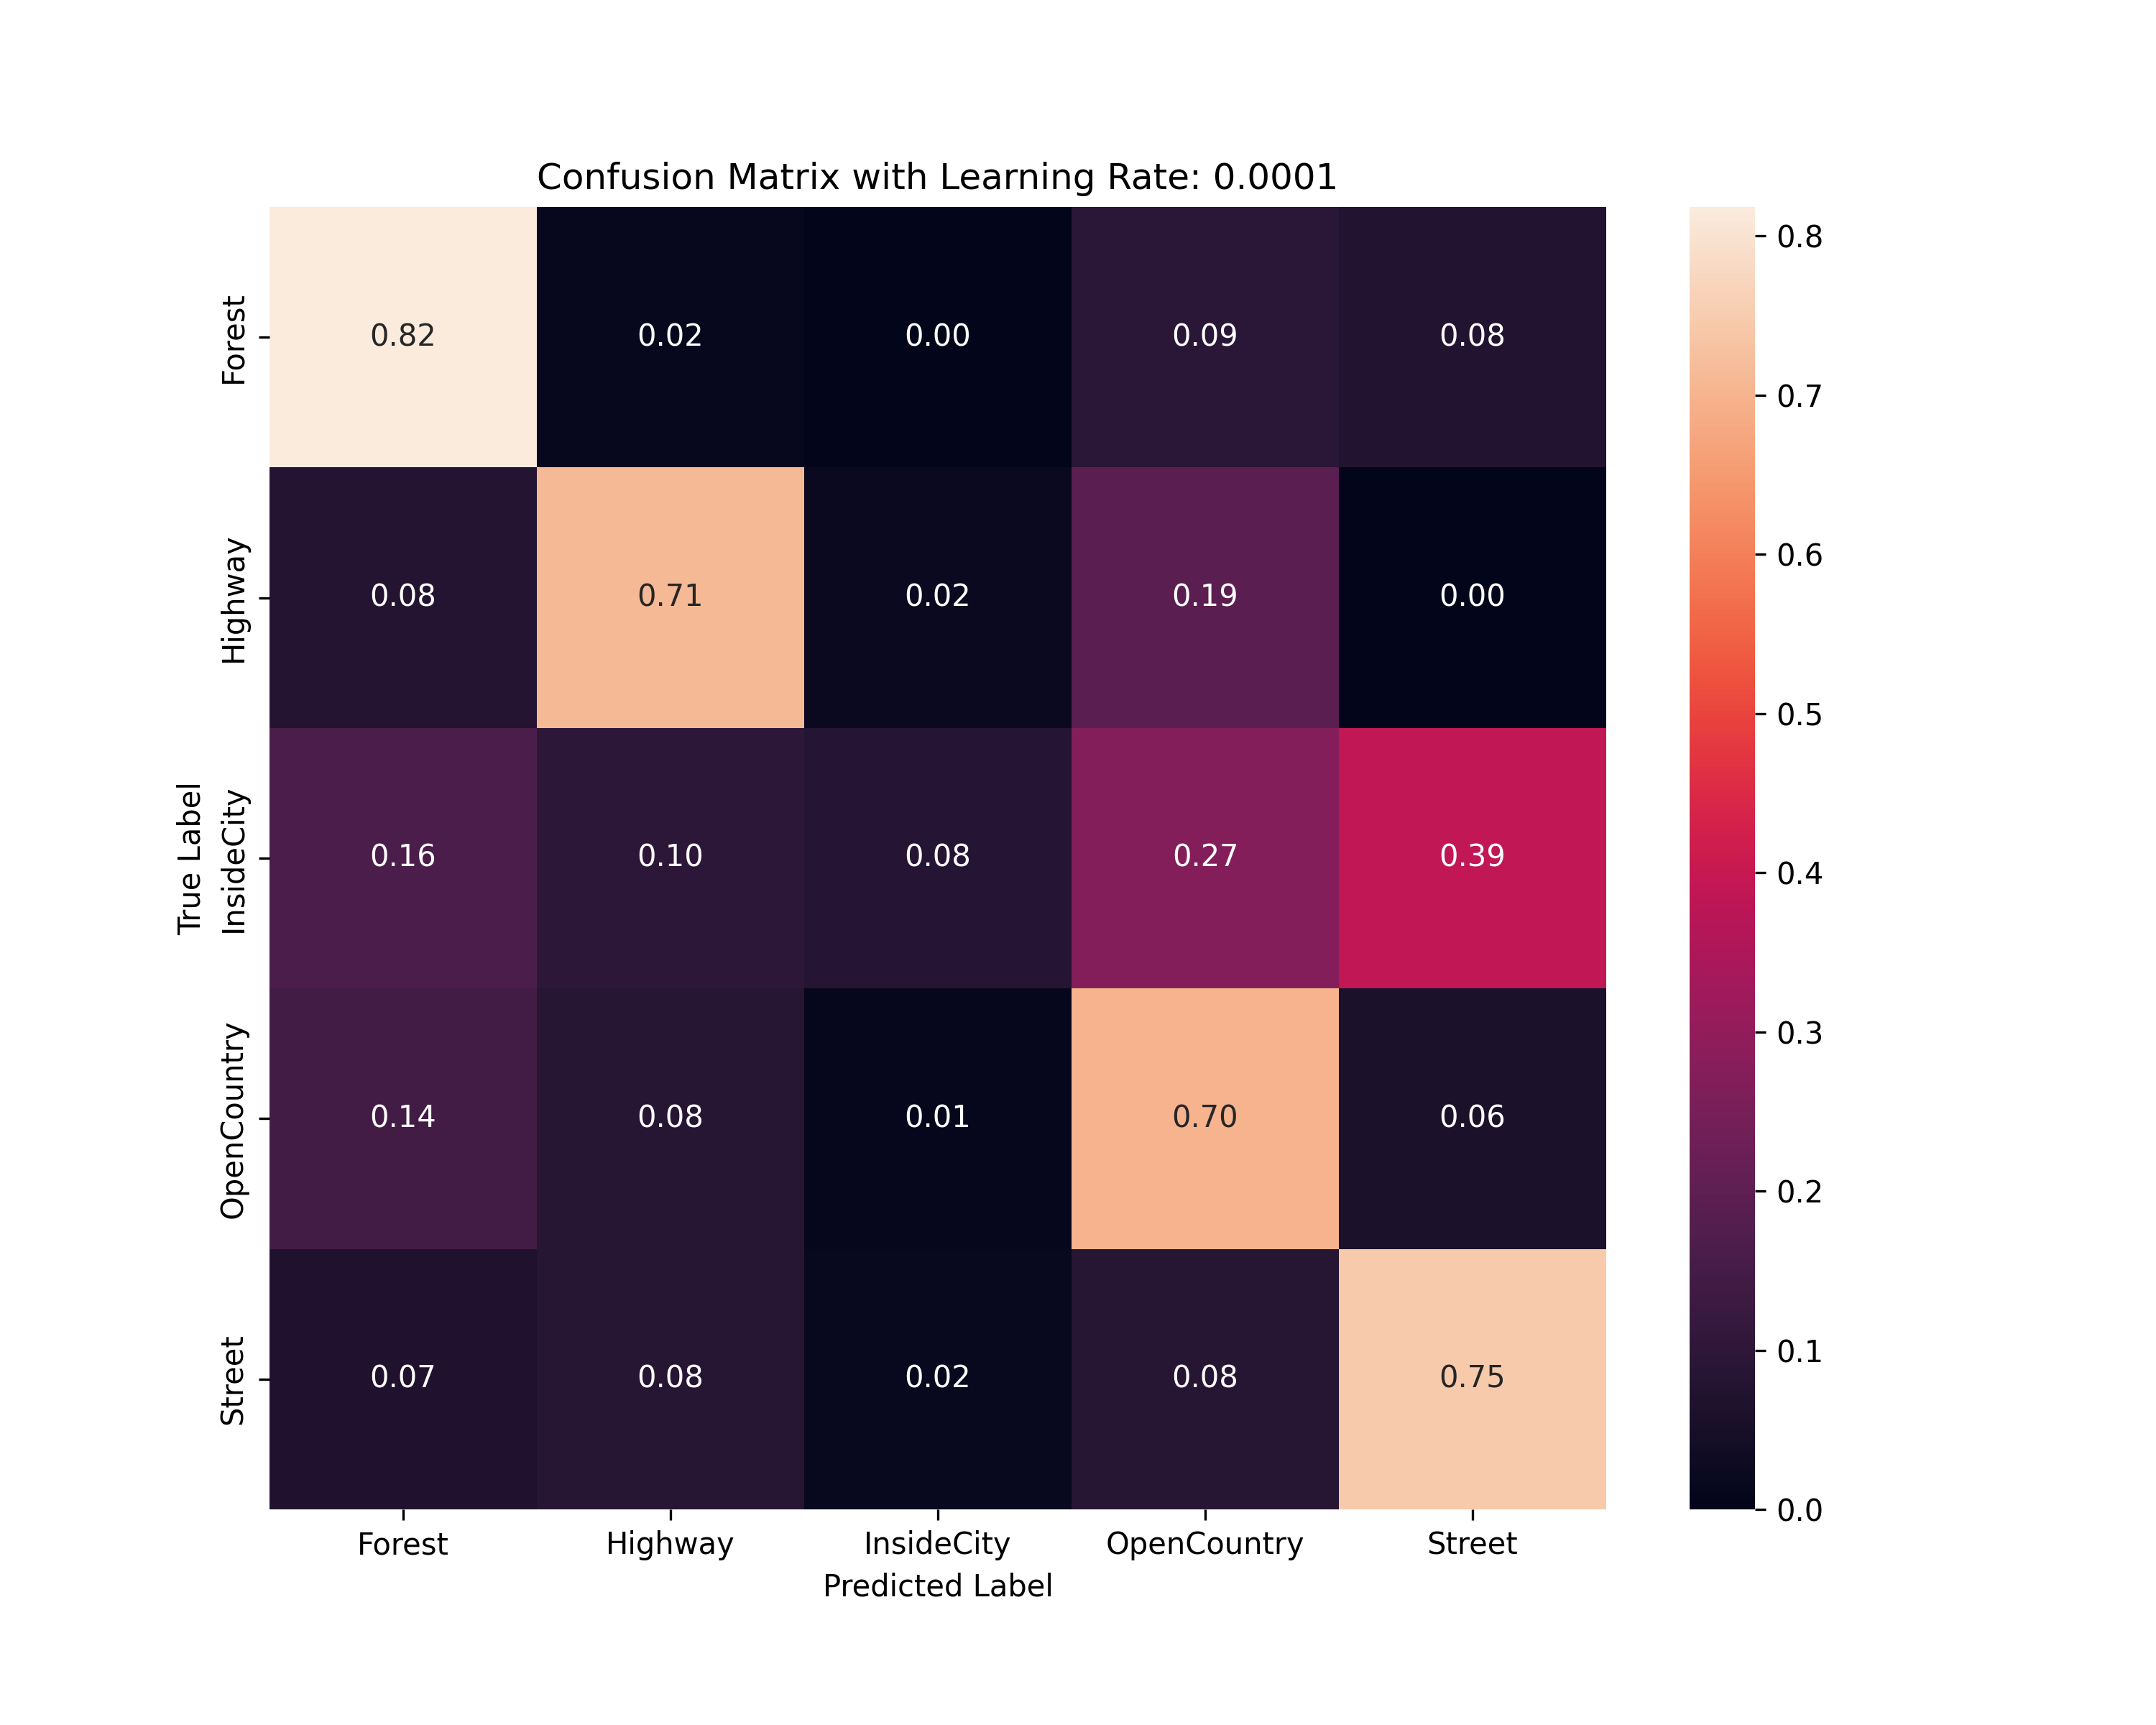 Confusion Matrix with Learning Rate: 0.0001
True Label
Forest 0.82 0.02 0.00 0.09 0.08
Highway 0.08 0.71 0.02 0.19 0.00
InsideCity 0.16 0.10 0.08 0.27 0.39
OpenCountry 0.14 0.08 0.01 0.70 0.06
Street 0.07 0.08 0.02 0.08 0.75
Forest Highway InsideCity OpenCountry Street
Predicted Label
0.8
0.7
0.6
0.5
0.4
0.3
0.2
0.1
0.0